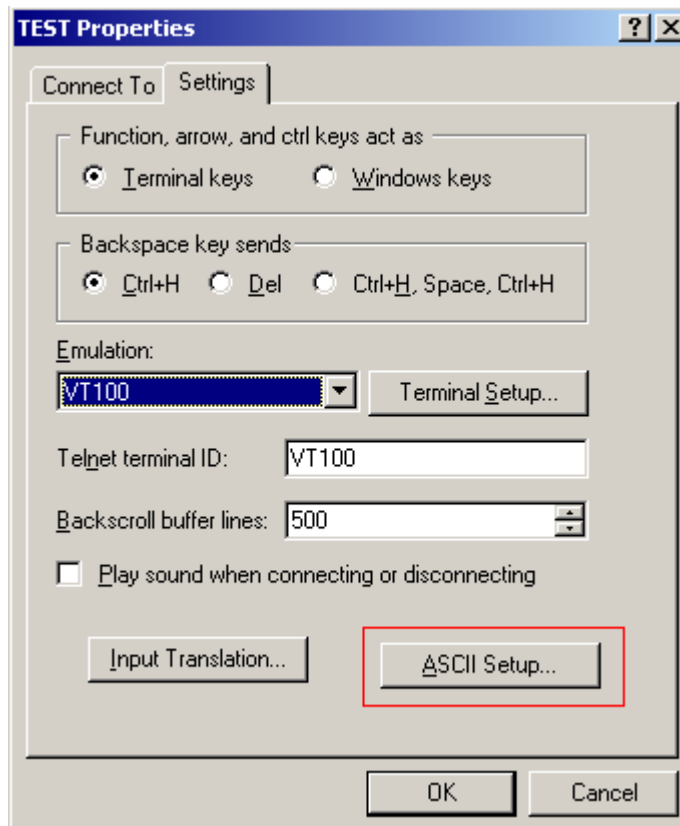 TEST Properties
Connect To Settings
Function, arrow, and ctrl keys act as
Terminal keys Windows keys
Backspace key sends
Ctrl+H Del Ctrl+H, Space, Ctrl+H
Emulation:
VT100 Terminal Setup...
Telnet terminal ID: VT100
Backscroll buffer lines: 500
Play sound when connecting or disconnecting
Input Translation... ASCII Setup...
OK Cancel